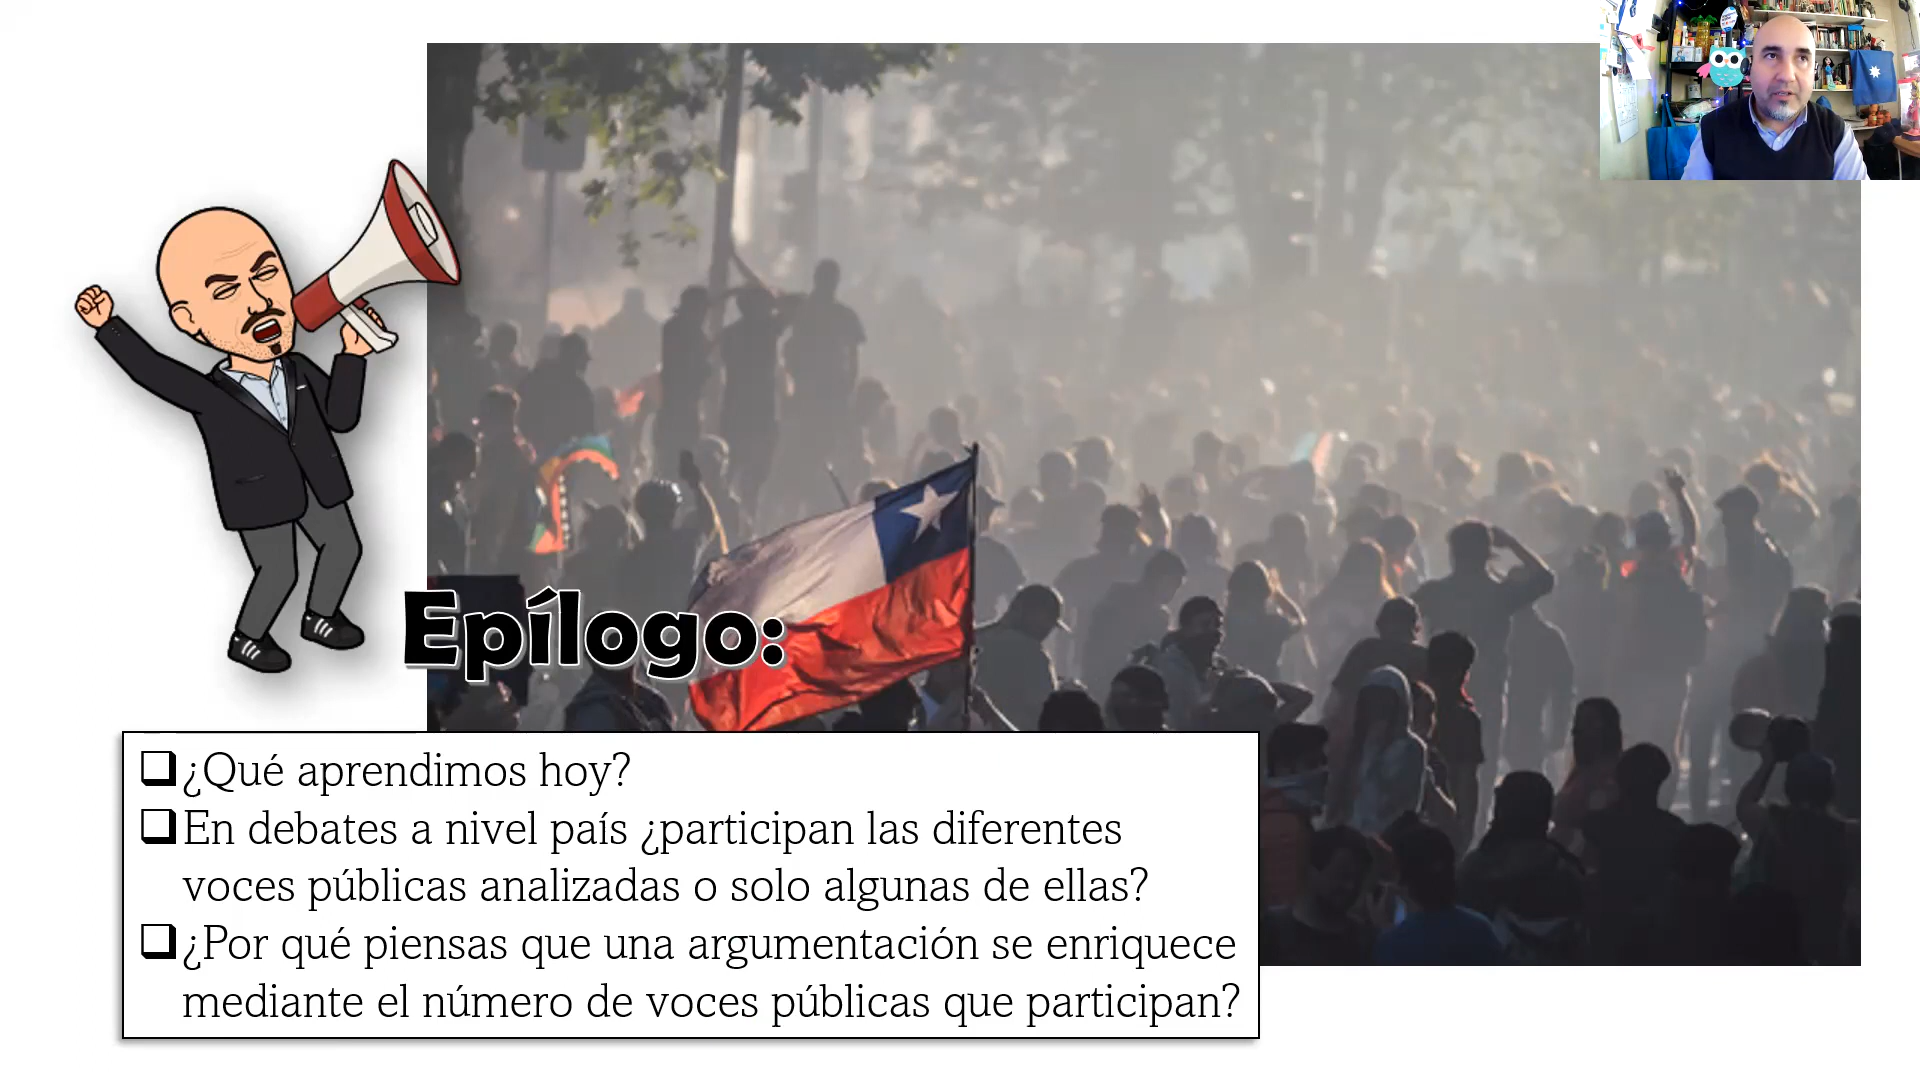 Epílogo:
❑¿Qué aprendimos hoy?
❑En debates a nivel país ¿participan las diferentes
voces públicas analizadas o solo algunas de ellas?
❑¿Por qué piensas que una argumentación se enriquece
mediante el número de voces públicas que participan?